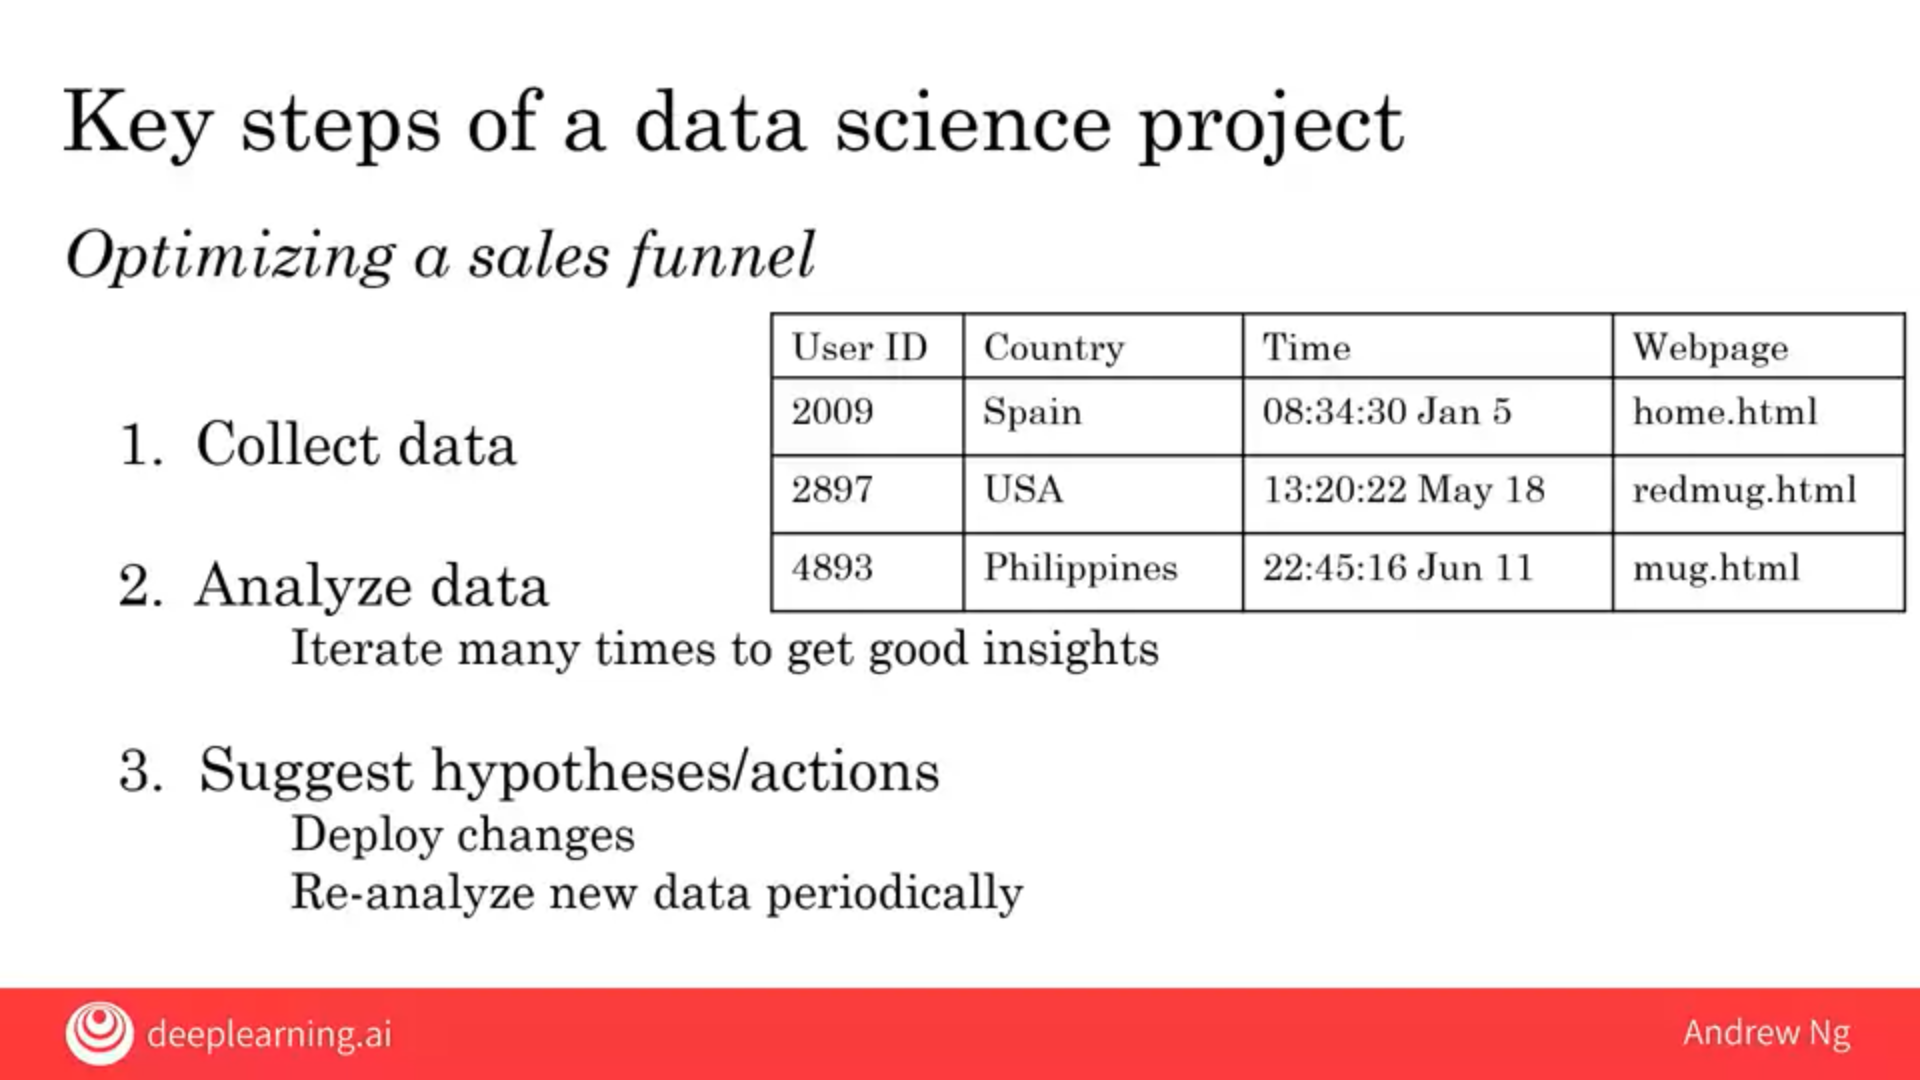 Key steps of a data science project
Optimizing a sales funnel
User ID Country Time Webpage
2009 Spain 08:34:30 Jan 5 home.html
2897 USA 13:20:22 May 18 redmug.html
4893 Philippines 22:45:16 Jun 11 mug.html
1. Collect data
2. Analyze data
Iterate many times to get good insights
3. Suggest hypotheses/actions
Deploy changes
Re-analyze new data periodically
deeplearning.ai
Andrew Ng